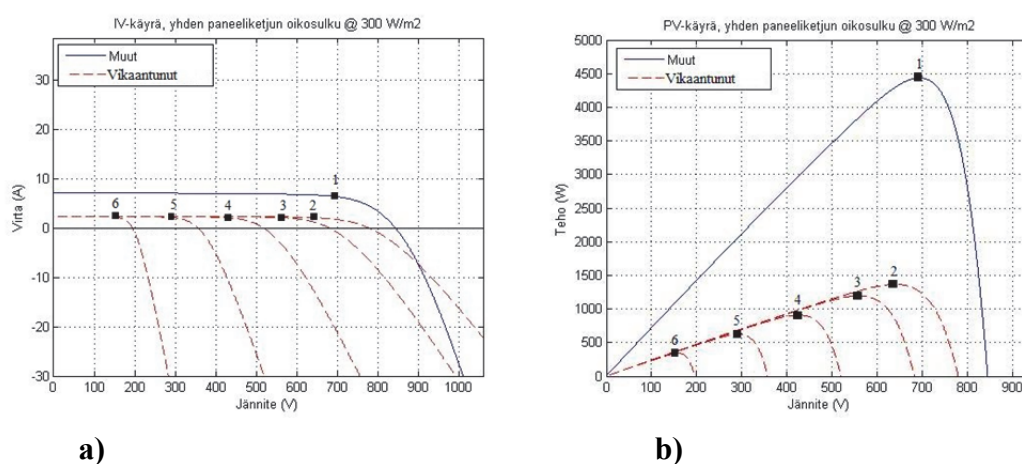 IV-käyrä, yhden paneeliketjun oikosulku @ 300 W/m2
Muut
Vikaantunut
Virta (A)
30
20
10
0
-10
-20
-30
6
5
4
3
2
1
0 100 200 300 400 500 600 700 800 900 1000
Jännite (V)
a)
PV-käyrä, yhden paneeliketjun oikosulku @ 300 W/m2
Muut
Vikaantunut
Teho (W)
5000
4500
4000
3500
3000
2500
2000
1500
1000
500
0
1
2
3
4
5
6
0 100 200 300 400 500 600 700 800 900
Jännite (V)
b)